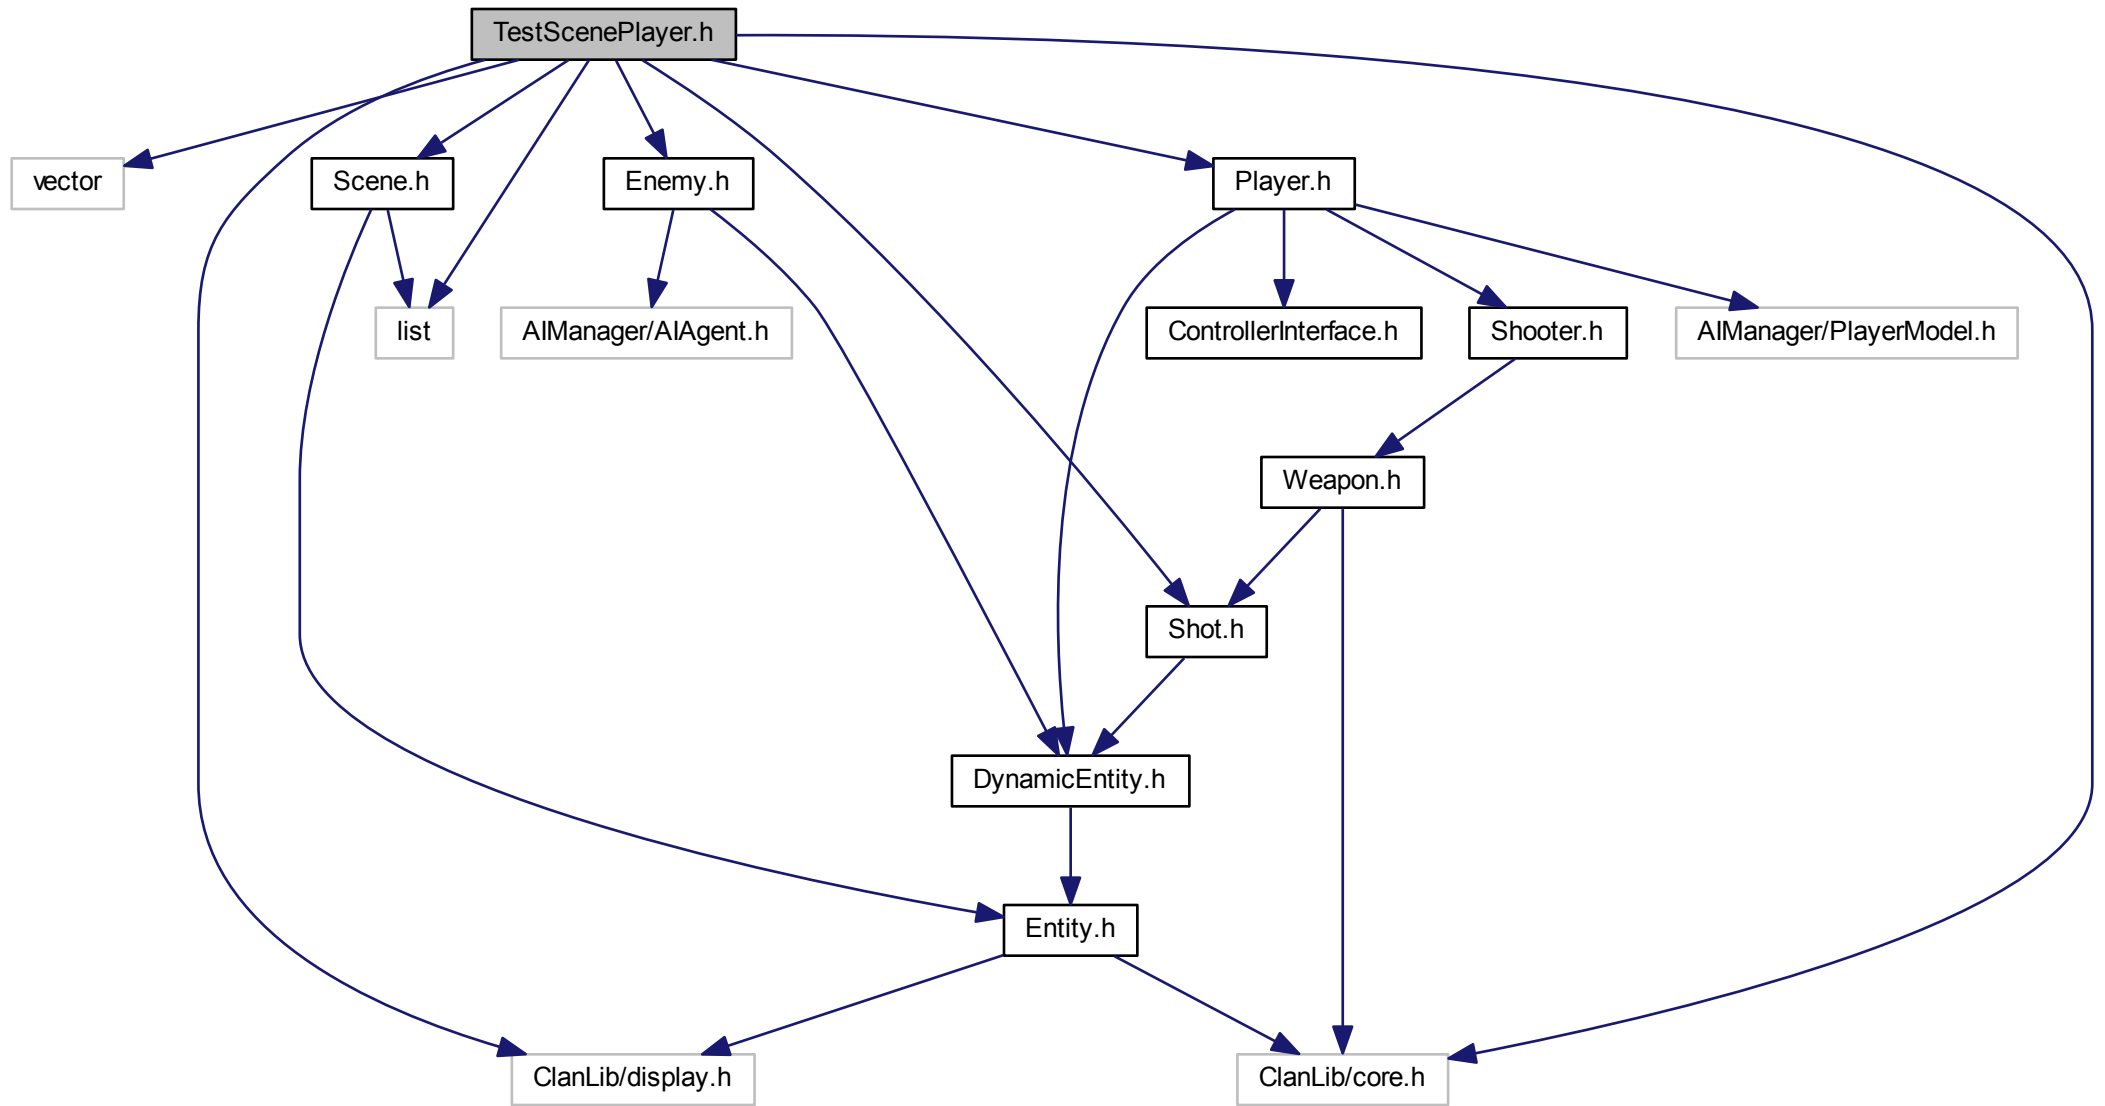 TestScenePlayer.h
vector
Scene.h
Enemy.h
Player.h
list
AIManager/AIAgent.h
ControllerInterface.h
Shooter.h
AIManager/PlayerModel.h
Weapon.h
Shot.h
DynamicEntity.h
Entity.h
ClanLib/display.h
ClanLib/core.h